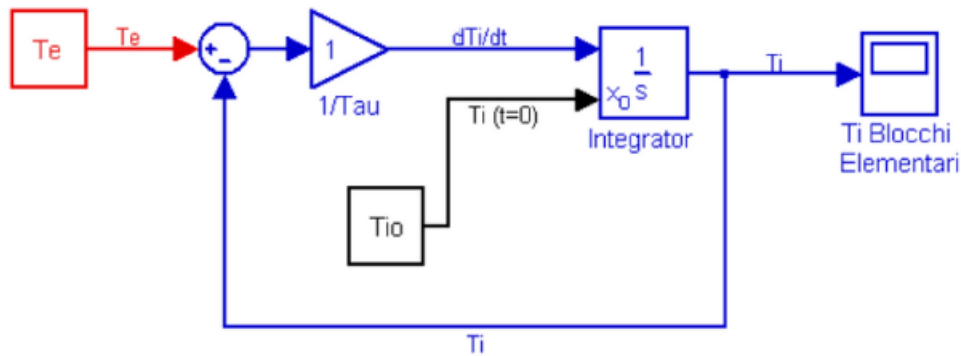 Te
Te
+
-
1
1/Tau
dTi/dt
Ti (t=0)
1
s
x0
Integrator
Ti
Ti Blocchi
Elementari
Tio
Ti